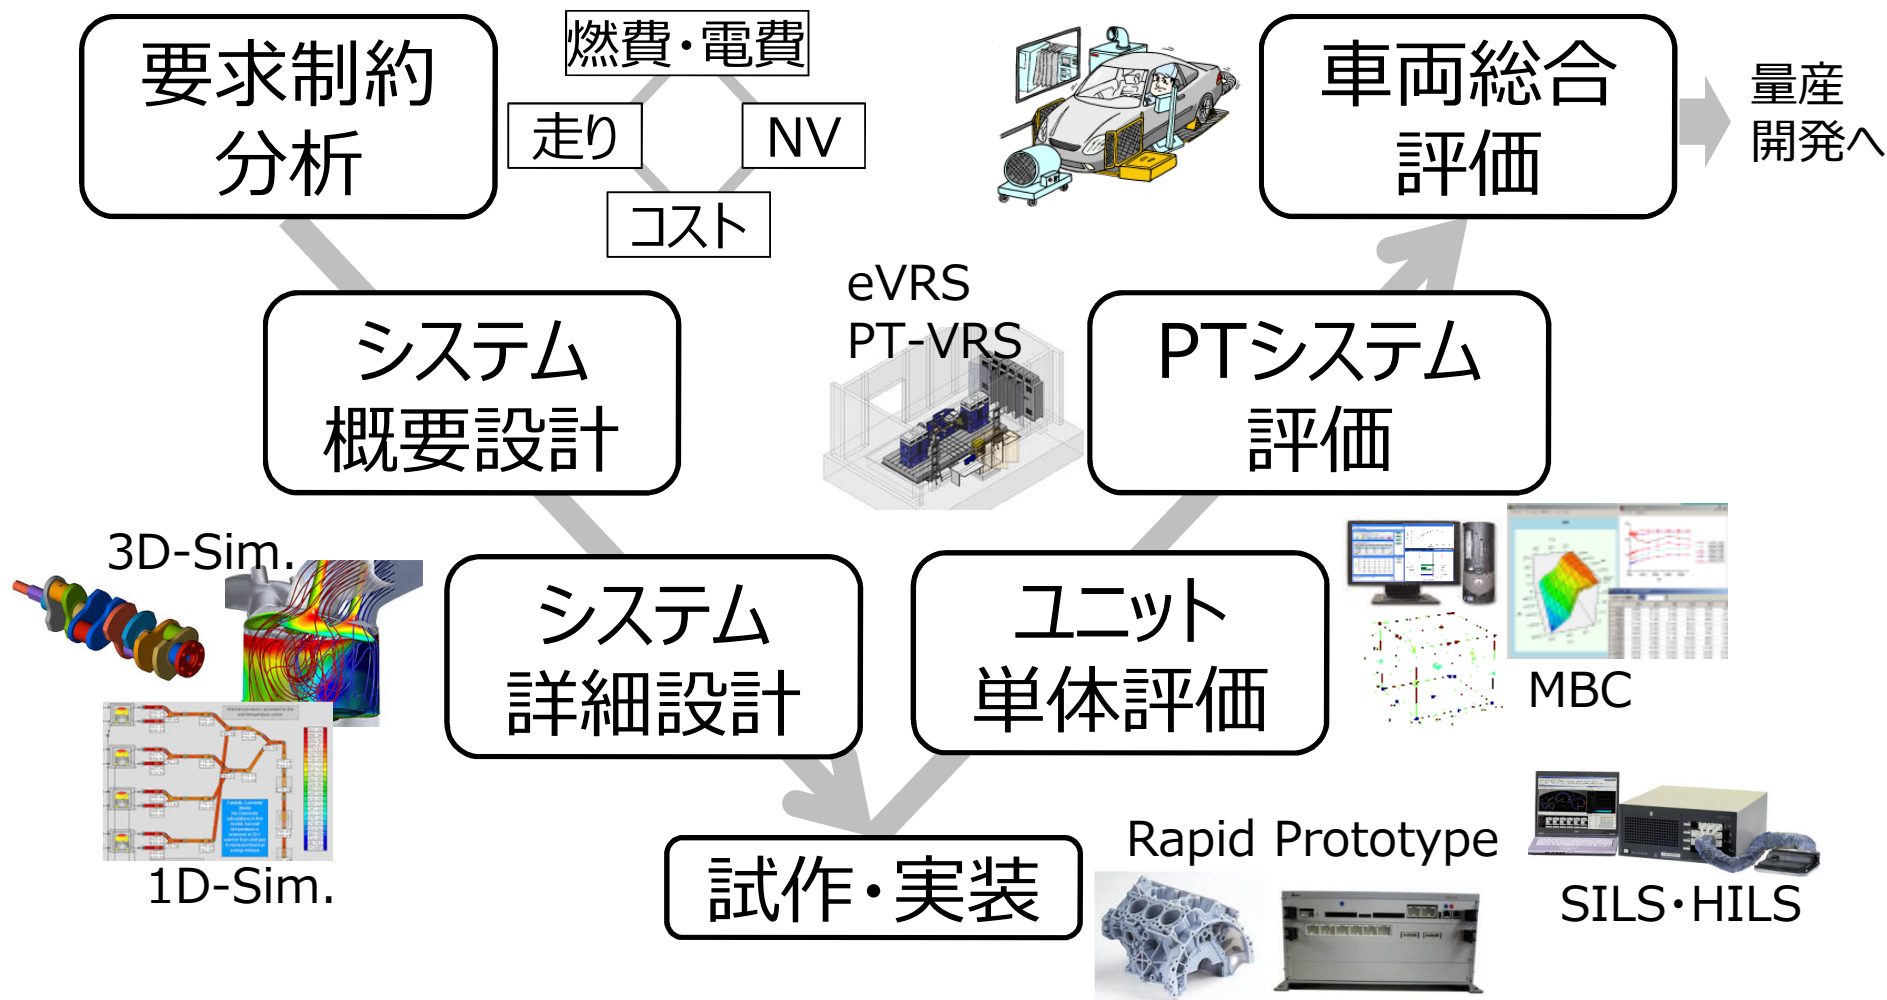 要求制約
分析
燃費・電費
走り
NV
コスト
車両総合
評価
量産
開発へ
システム
概要設計
eVRS
PT-VRS
PTシステム
評価
3D-Sim.
システム
詳細設計
ユニット
単体評価
MBC
1D-Sim.
試作・実装
Rapid Prototype
SILS・HILS